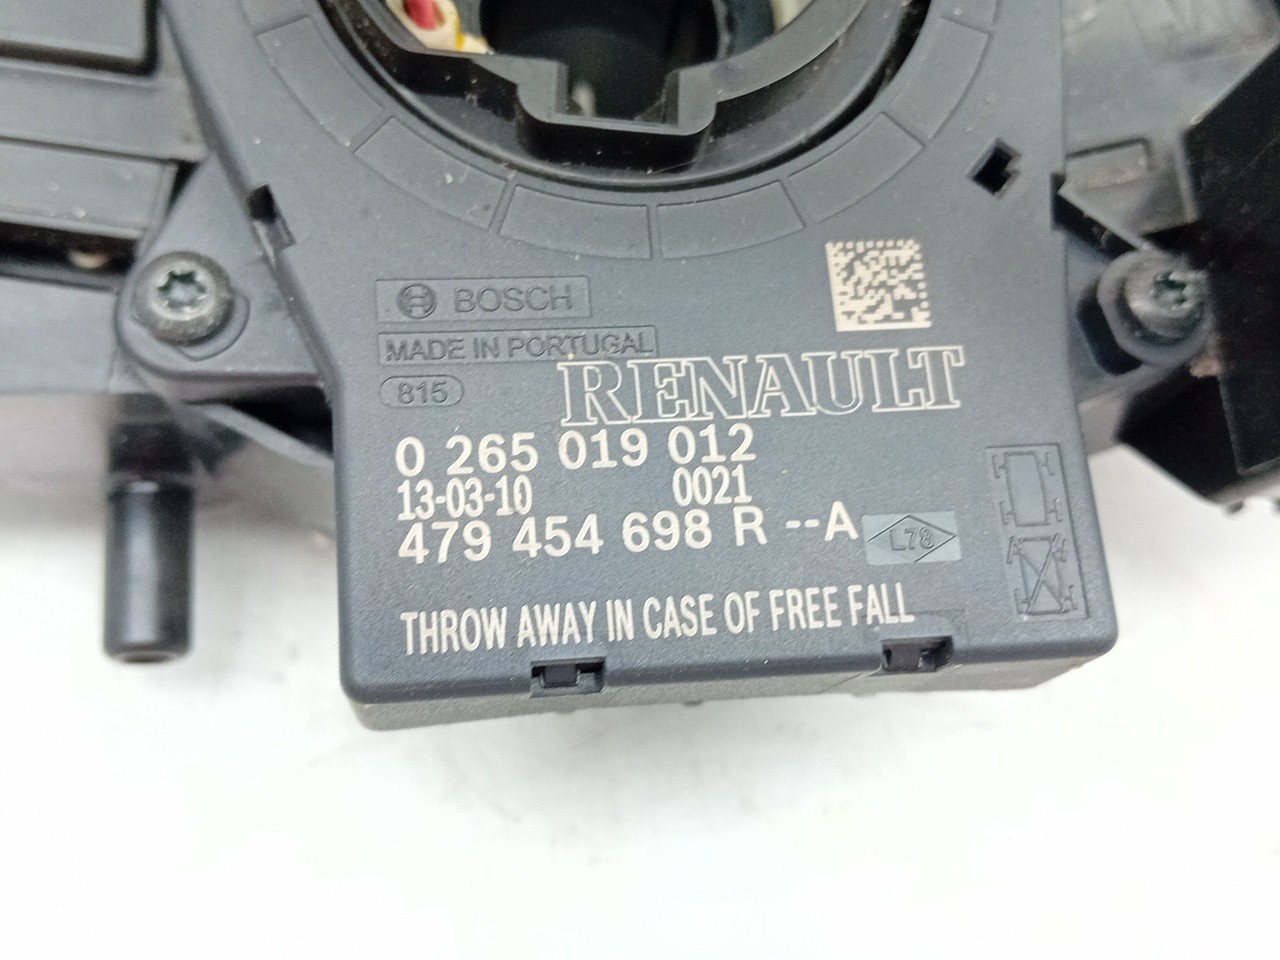 BOSCH
MADE IN PORTUGAL
815
RENAULT
0 265 019 012
13-03-10 0021
479 454 698 R --A
L78
THROW AWAY IN CASE OF FREE FALL